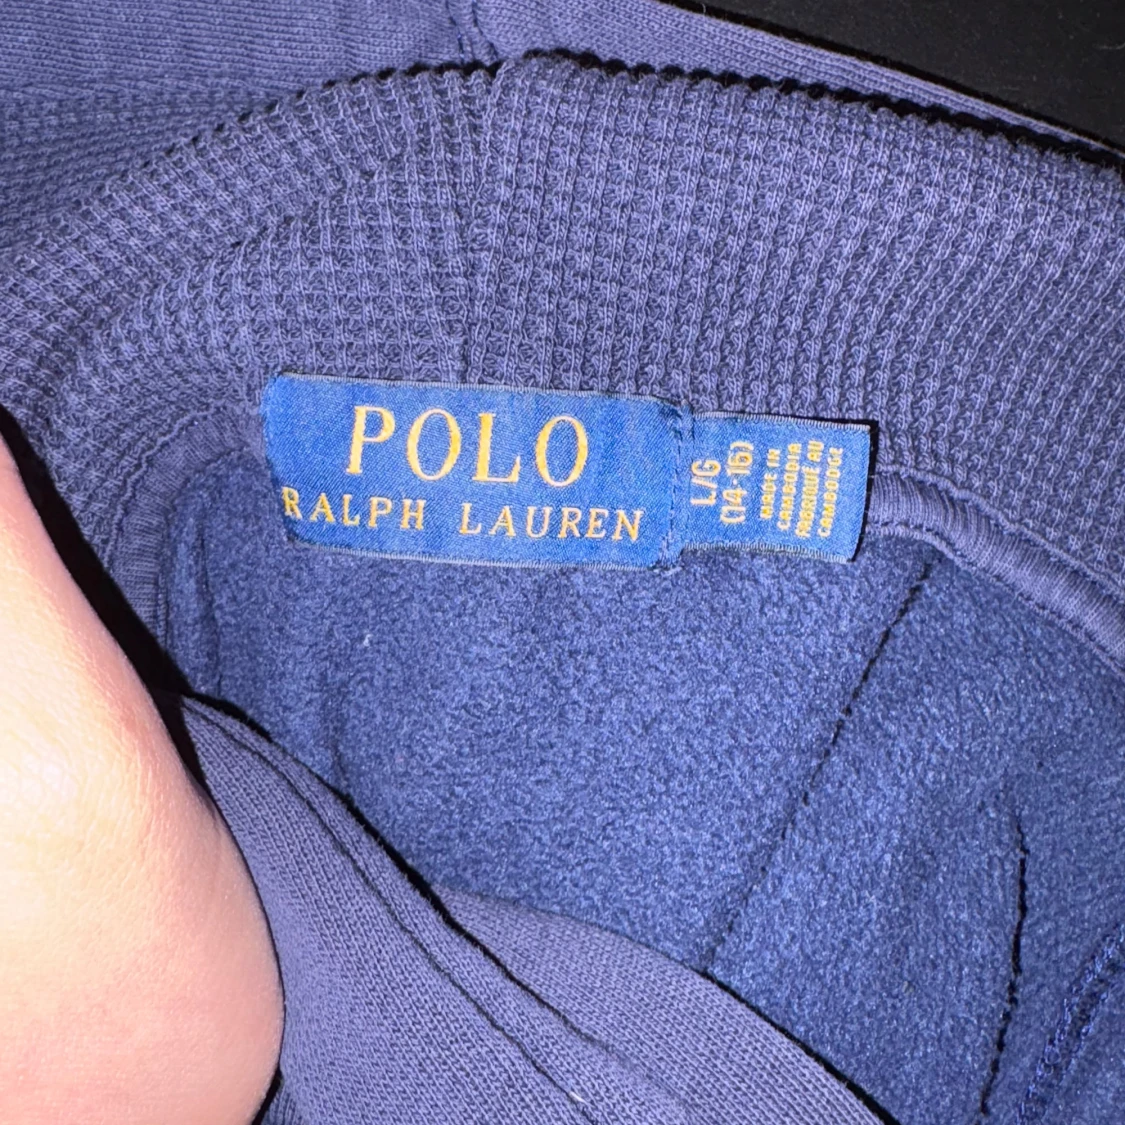 POLO
RALPH LAUREN
L/G
(14-16)
MADE IN
CAMBODIA
FABRIQUÉ AU
CAMBODGE